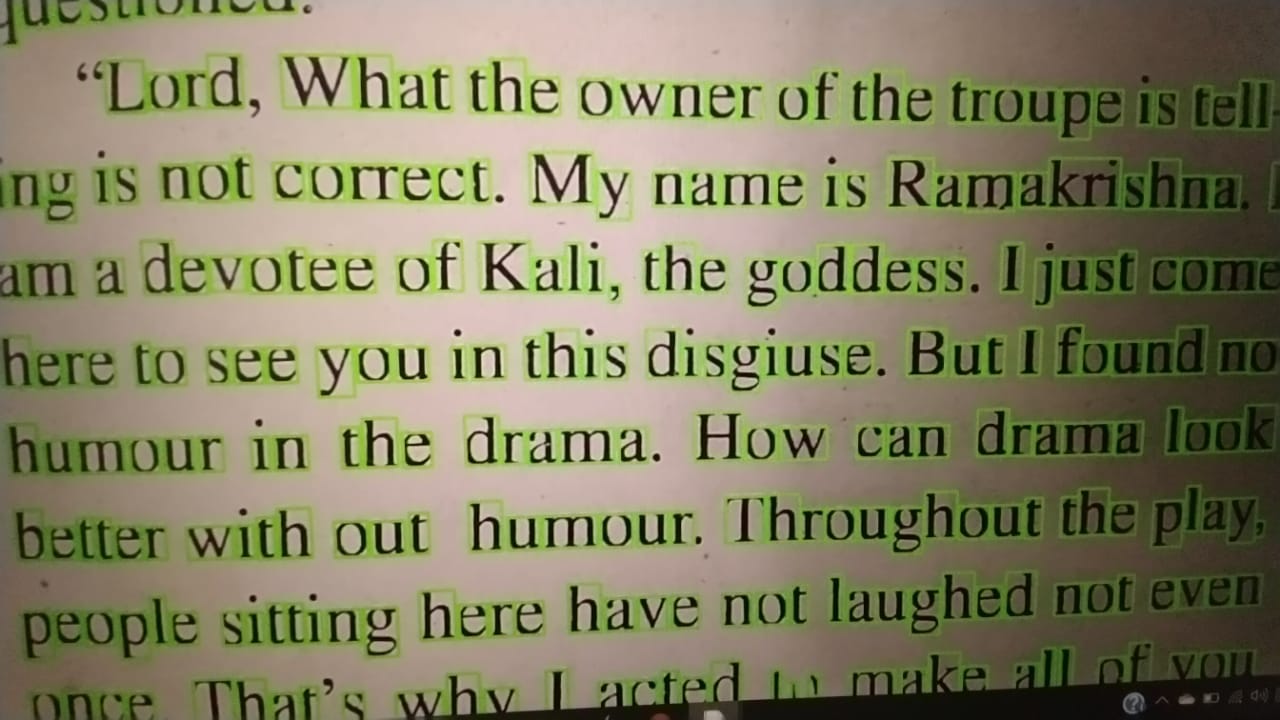 questioned.
“Lord, What the owner of the troupe is tell-
ing is not correct. My name is Ramakrishna.
am a devotee of Kali, the goddess. I just come
here to see you in this disgiuse. But I found no
humour in the drama. How can drama look
better with out humour. Throughout the play,
people sitting here have not laughed not even
once. That’s why I acted to make all of you